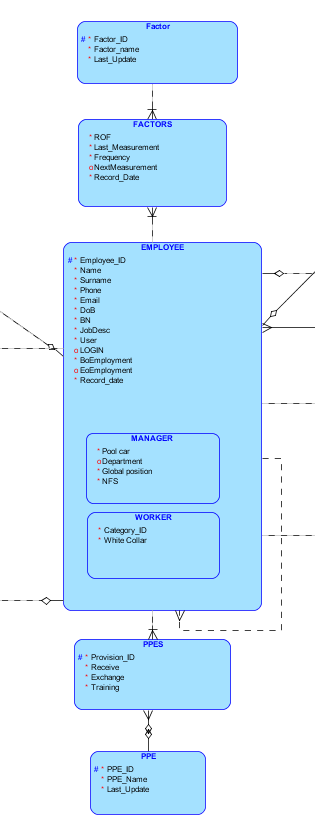 Factor
# * Factor_ID
* Factor_name
* Last_Update
FACTORS
* ROF
* Last_Measurement
* Frequency
o NextMeasurement
* Record_Date
EMPLOYEE
# * Employee_ID
* Name
* Surname
* Phone
* Email
* DoB
* BN
* JobDesc
* User
o LOGIN
* BoEmployment
o EoEmployment
* Record_date
MANAGER
* Pool car
o Department
* Global position
* NFS
WORKER
* Category_ID
* White Collar
PPES
# * Provision_ID
* Receive
* Exchange
* Training
PPE
# * PPE_ID
* PPE_Name
* Last_Update